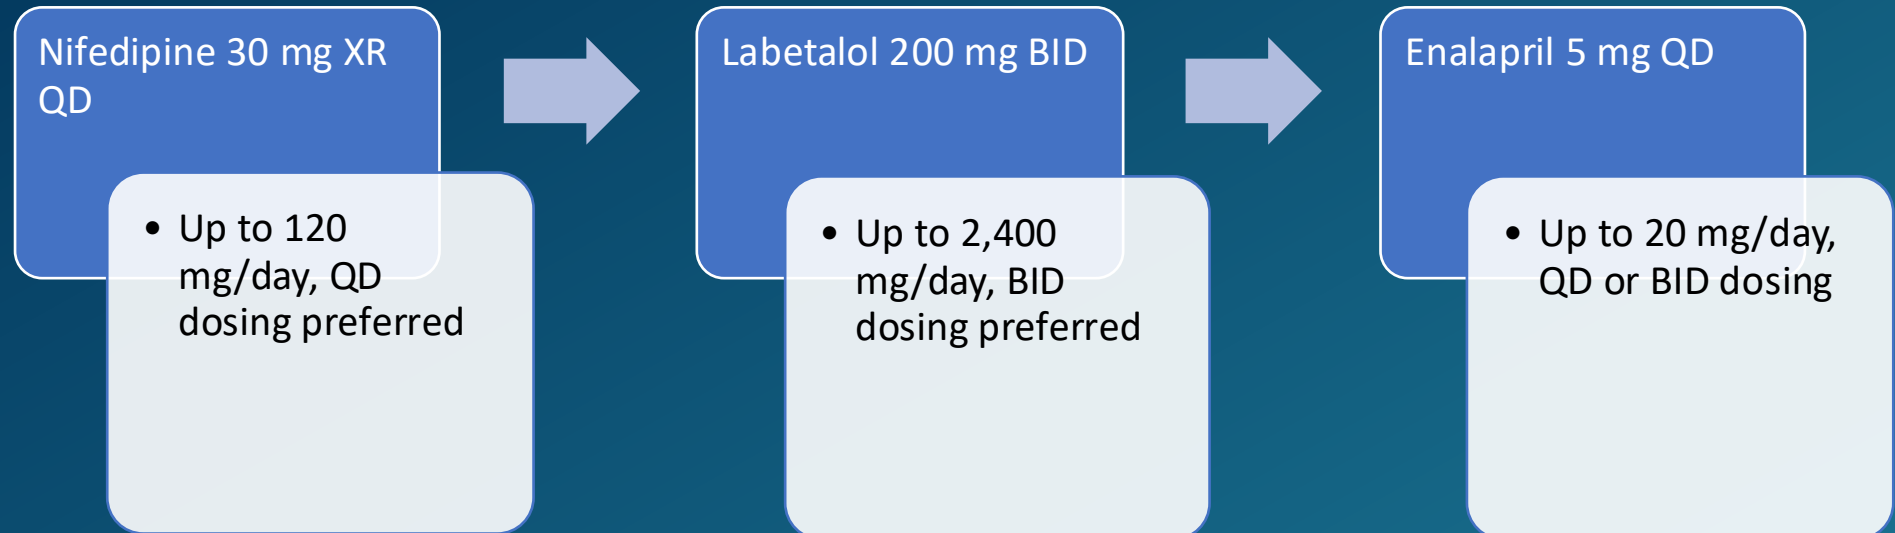 Nifedipine 30 mg XR
QD
• Up to 120
mg/day, QD
dosing preferred
Labetalol 200 mg BID
• Up to 2,400
mg/day, BID
dosing preferred
Enalapril 5 mg QD
• Up to 20 mg/day,
QD or BID dosing